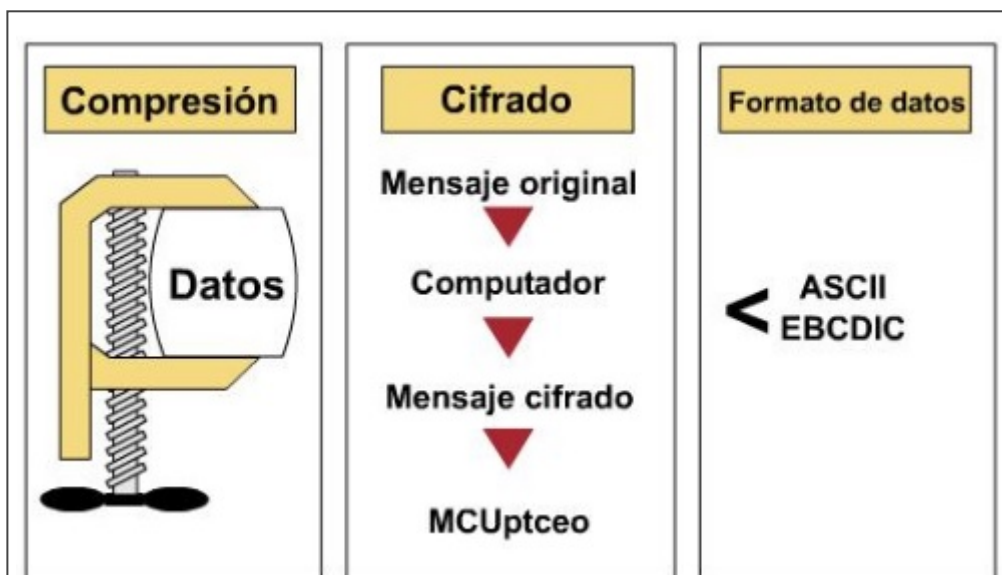 Compresión
Datos
Cifrado
Mensaje original
Computador
Mensaje cifrado
MCUptceo
Formato de datos
< ASCII
EBCDIC